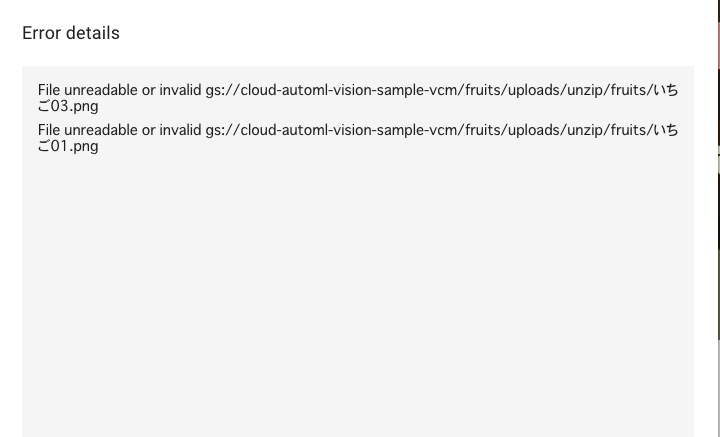 Error details
File unreadable or invalid gs://cloud-automl-vision-sample-vcm/fruits/uploads/unzip/fruits/いち
ご03.png
File unreadable or invalid gs://cloud-automl-vision-sample-vcm/fruits/uploads/unzip/fruits/いち
ご01.png